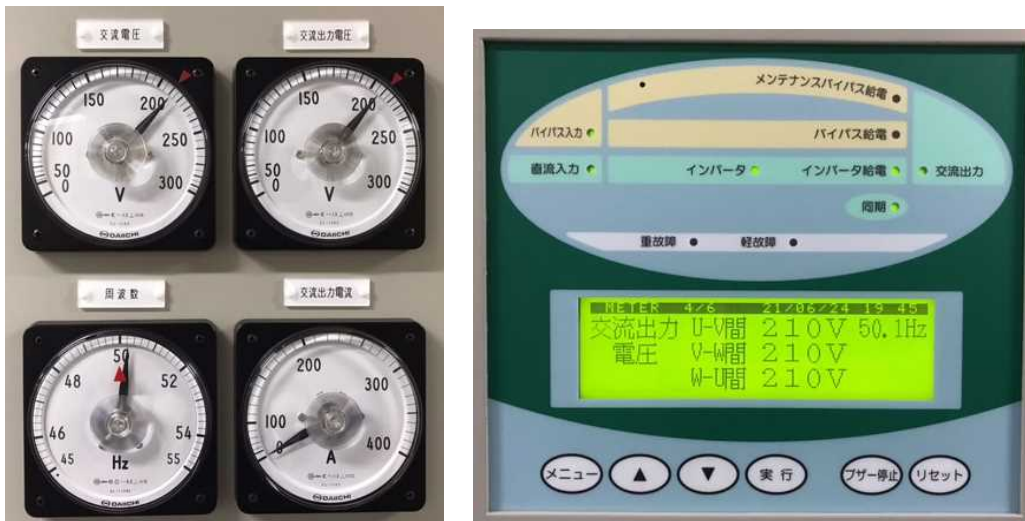 交流電圧
50
100
150
200
250
300
0
V
DAIICHI
交流出力電圧
50
100
150
200
250
300
0
V
DAIICHI
周波数
45
46
48
50
52
54
55
Hz
DAIICHI
交流出力電流
0
100
200
300
400
A
DAIICHI
メンテナンスバイパス給電
バイパス入力
バイパス給電
直流入力
インバータ
インバータ給電
交流出力
同期
重故障
軽故障
METER 4/6 21/06/24 19 45
交流出力 U-V間 210V 50.1Hz
電圧 V-W間 210V
W-U間 210V
メニュー
▲
▼
実行
ブザー停止
リセット